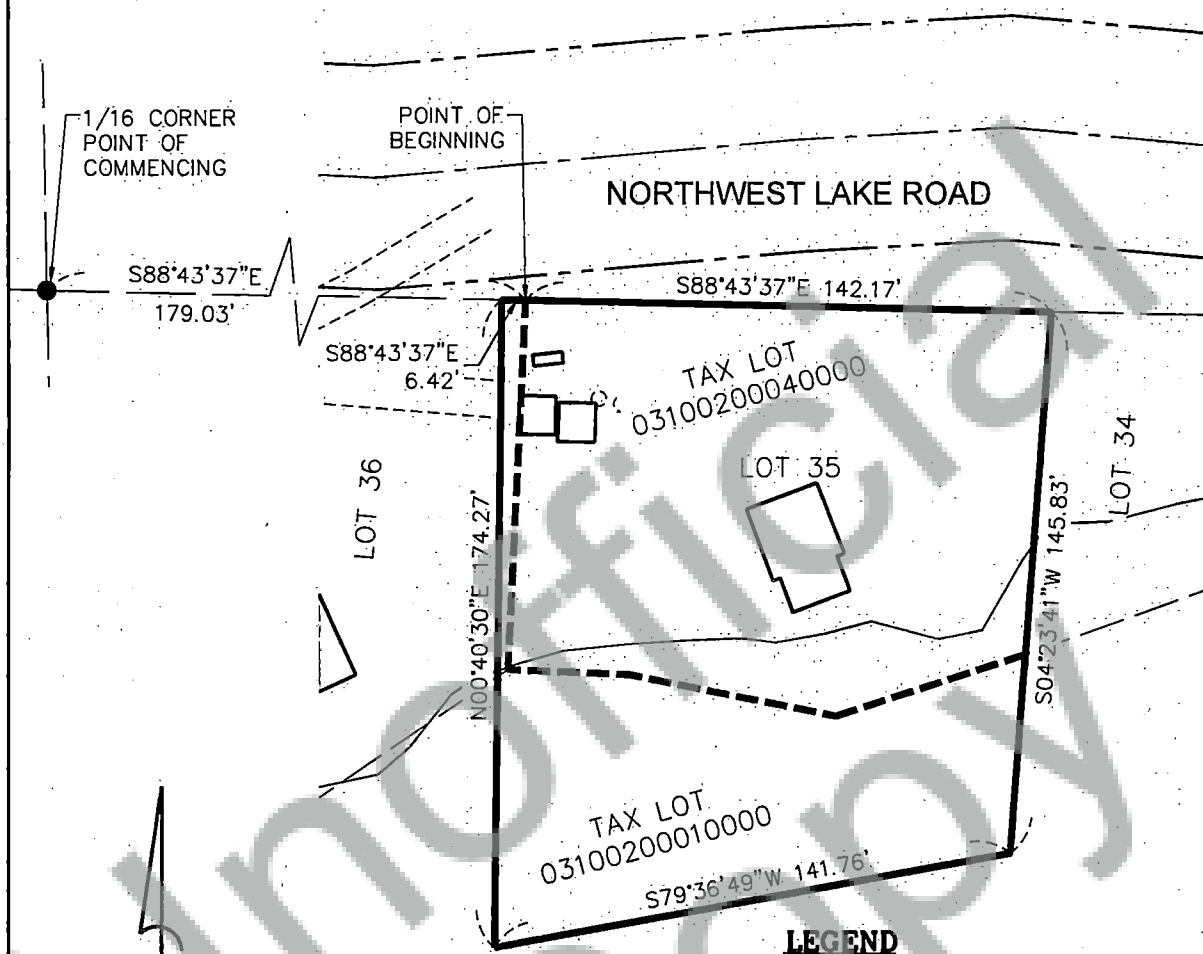 1/16 CORNER
POINT OF
COMMENCING
POINT OF
BEGINNING
NORTHWEST LAKE ROAD
S88°43'37"E
179.03'
S88°43'37"E 142.17'
S88°43'37"E
6.42'
TAX LOT
03100200040000
LOT 35
LOT 36
LOT 34
N00°40'30"E 174.27'
S04°23'41"W 145.83'
TAX LOT
03100200010000
S79°36'49"W 141.76'
LEGEND
Unofficial
Copy